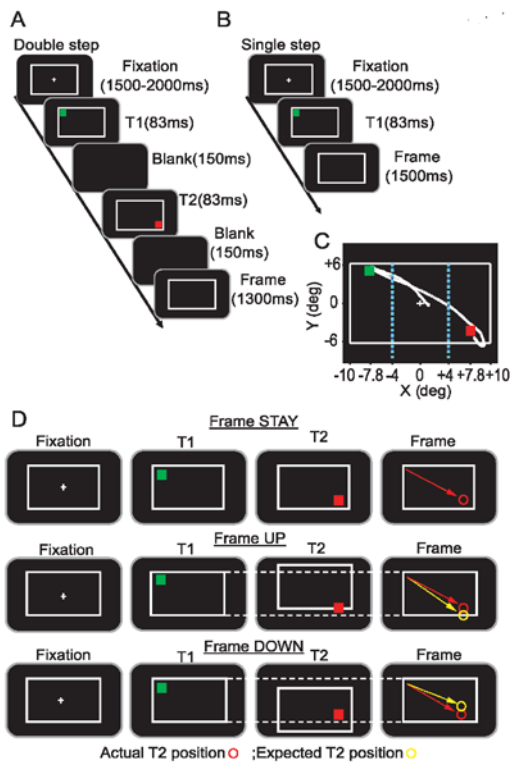 A
Double step
Fixation
(1500-2000ms)
T1(83ms)
Blank(150ms)
T2(83ms)
Blank
(150ms)
Frame
(1300ms)
B
Single step
Fixation
(1500-2000ms)
T1(83ms)
Frame
(1500ms)
C
+6
0
-6
Y (deg)
-10 -7.8 -4 0 +4 +7.8 +10
X (deg)
D
Frame STAY
Fixation T1 T2 Frame
Frame UP
Fixation T1 T2 Frame
Frame DOWN
Fixation T1 T2 Frame
Actual T2 position ;Expected T2 position